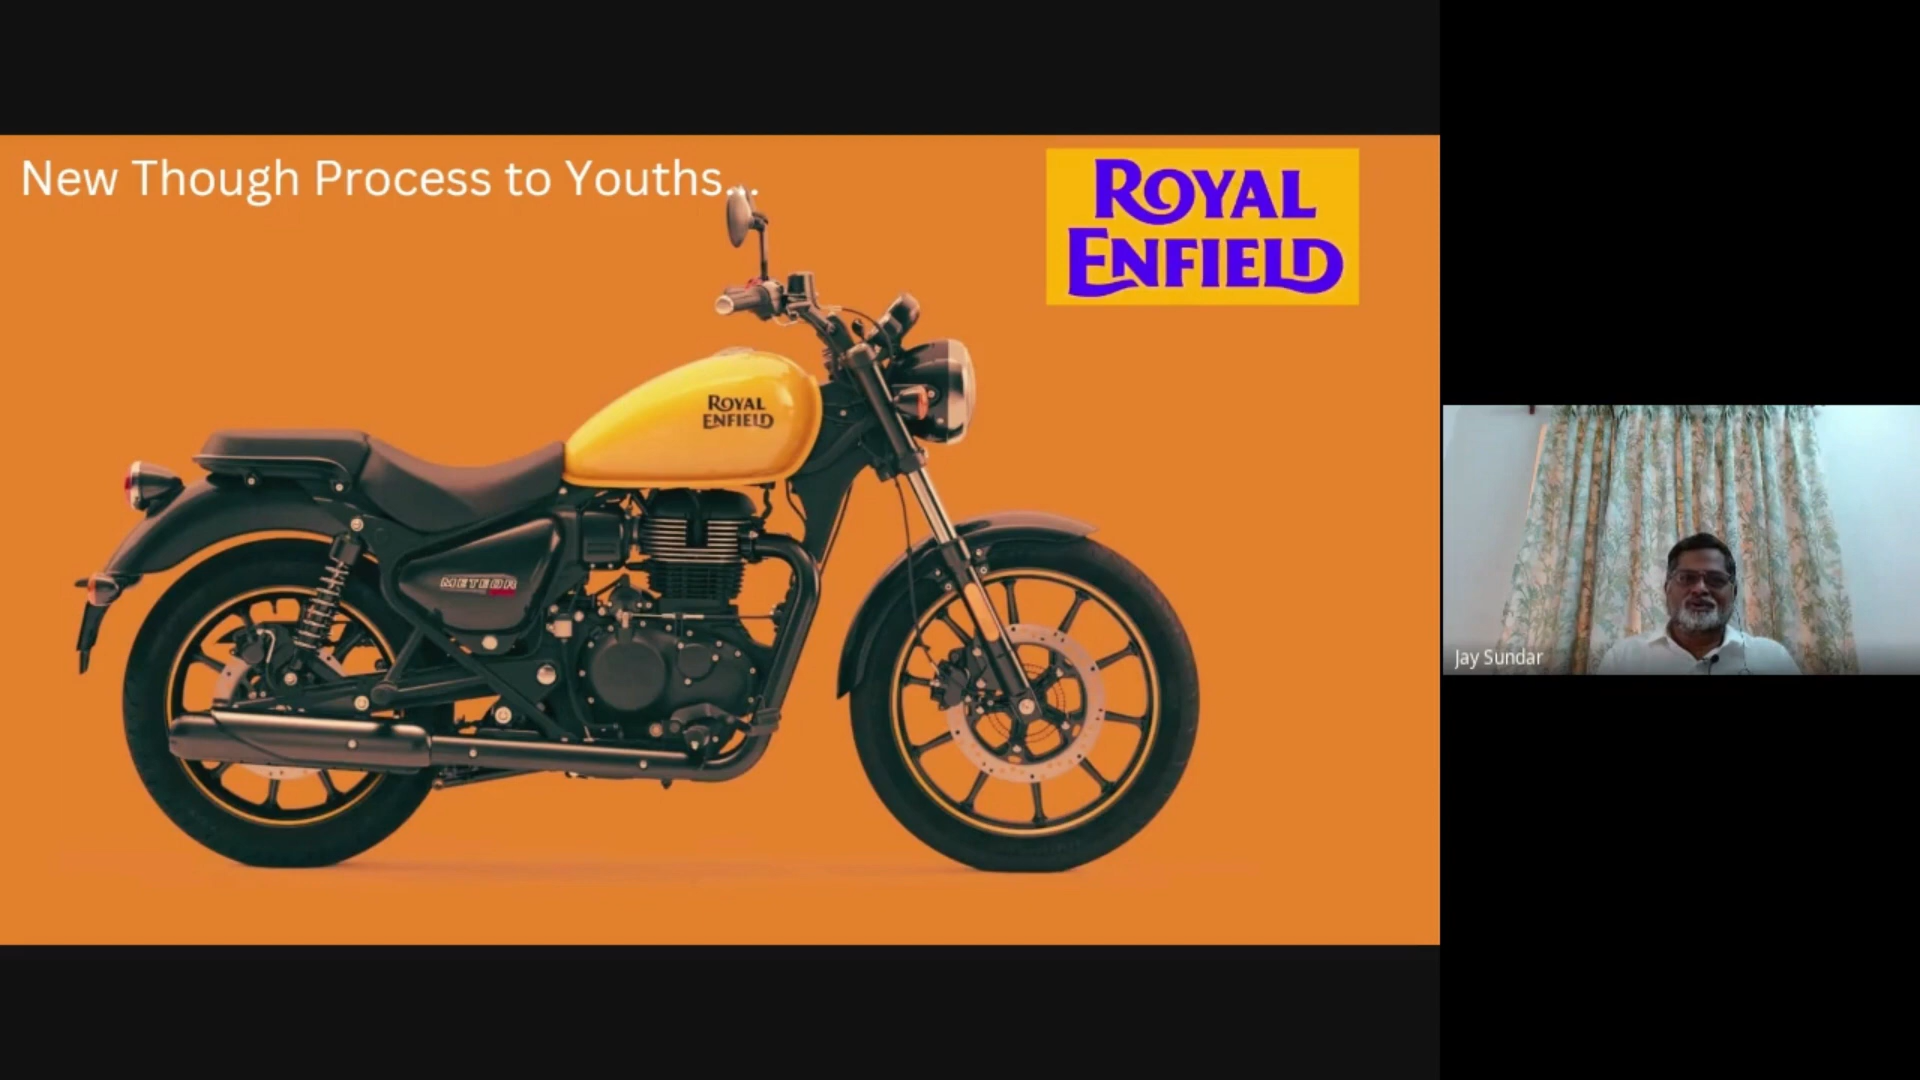 New Though Process to Youths...
ROYAL
ENFIELD
ROYAL
ENFIELD
METEOR
Jay Sundar